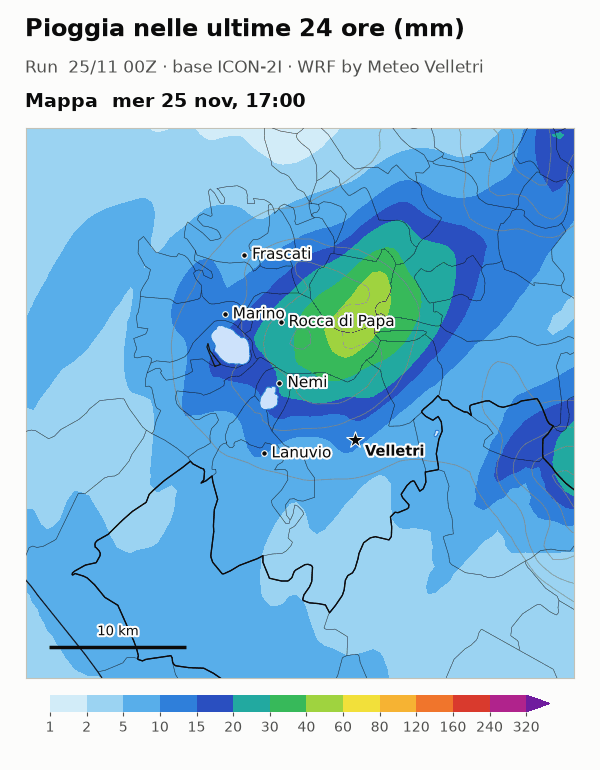 Pioggia nelle ultime 24 ore (mm)
Run  25/11 00Z · base ICON-2I · WRF by Meteo Velletri
Mappa  mer 25 nov, 17:00
Frascati
Marino
Rocca di Papa
Nemi
Velletri
Lanuvio
10 km
1 2 5 10 15 20 30 40 60 80 120 160 240 320